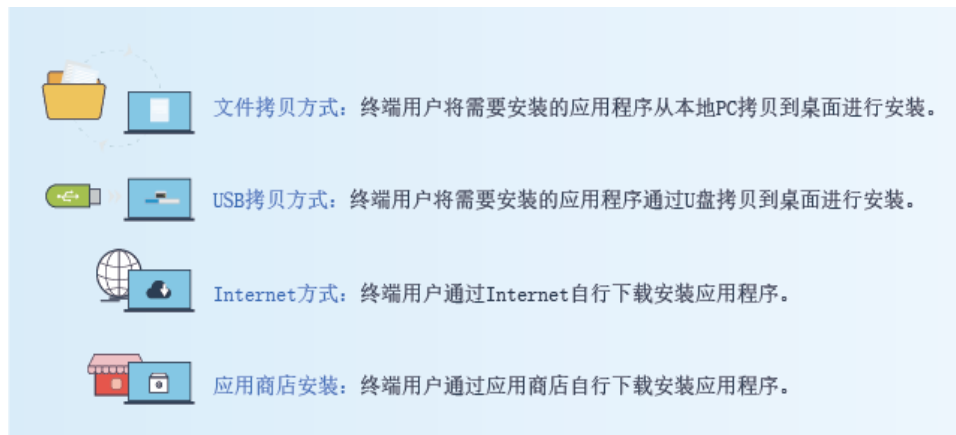 文件拷贝方式：终端用户将需要安装的应用程序从本地PC拷贝到桌面进行安装。
USB拷贝方式：终端用户将需要安装的应用程序通过U盘拷贝到桌面进行安装。
Internet方式：终端用户通过Internet自行下载安装应用程序。
应用商店安装：终端用户通过应用商店自行下载安装应用程序。